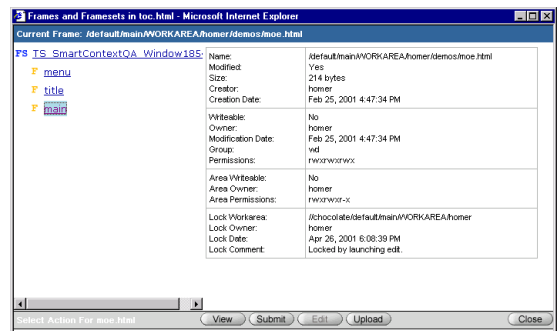 Frames and Framesets in toc.html - Microsoft Internet Explorer
Current Frame: /default/main/WORKAREA/homer/demos/moe.html
FS TS_SmartContextQA_Window185
F menu
F title
F main
Name: /default/main/WORKAREA/homer/demos/moe.html
Modified: Yes
Size: 214 bytes
Creator: homer
Creation Date: Feb 25, 2001 4:47:34 PM
Writeable: No
Owner: homer
Modification Date: Feb 25, 2001 4:47:34 PM
Group: wd
Permissions: rwxrwxrwx
Area Writeable: No
Area Owner: homer
Area Permissions: rwxrwxr-x
Lock Workarea: //chocolate/default/main/WORKAREA/homer
Lock Owner: homer
Lock Date: Apr 26, 2001 6:08:39 PM
Lock Comment: Locked by launching edit.
Select Action For moe.html View Submit Edit Upload Close